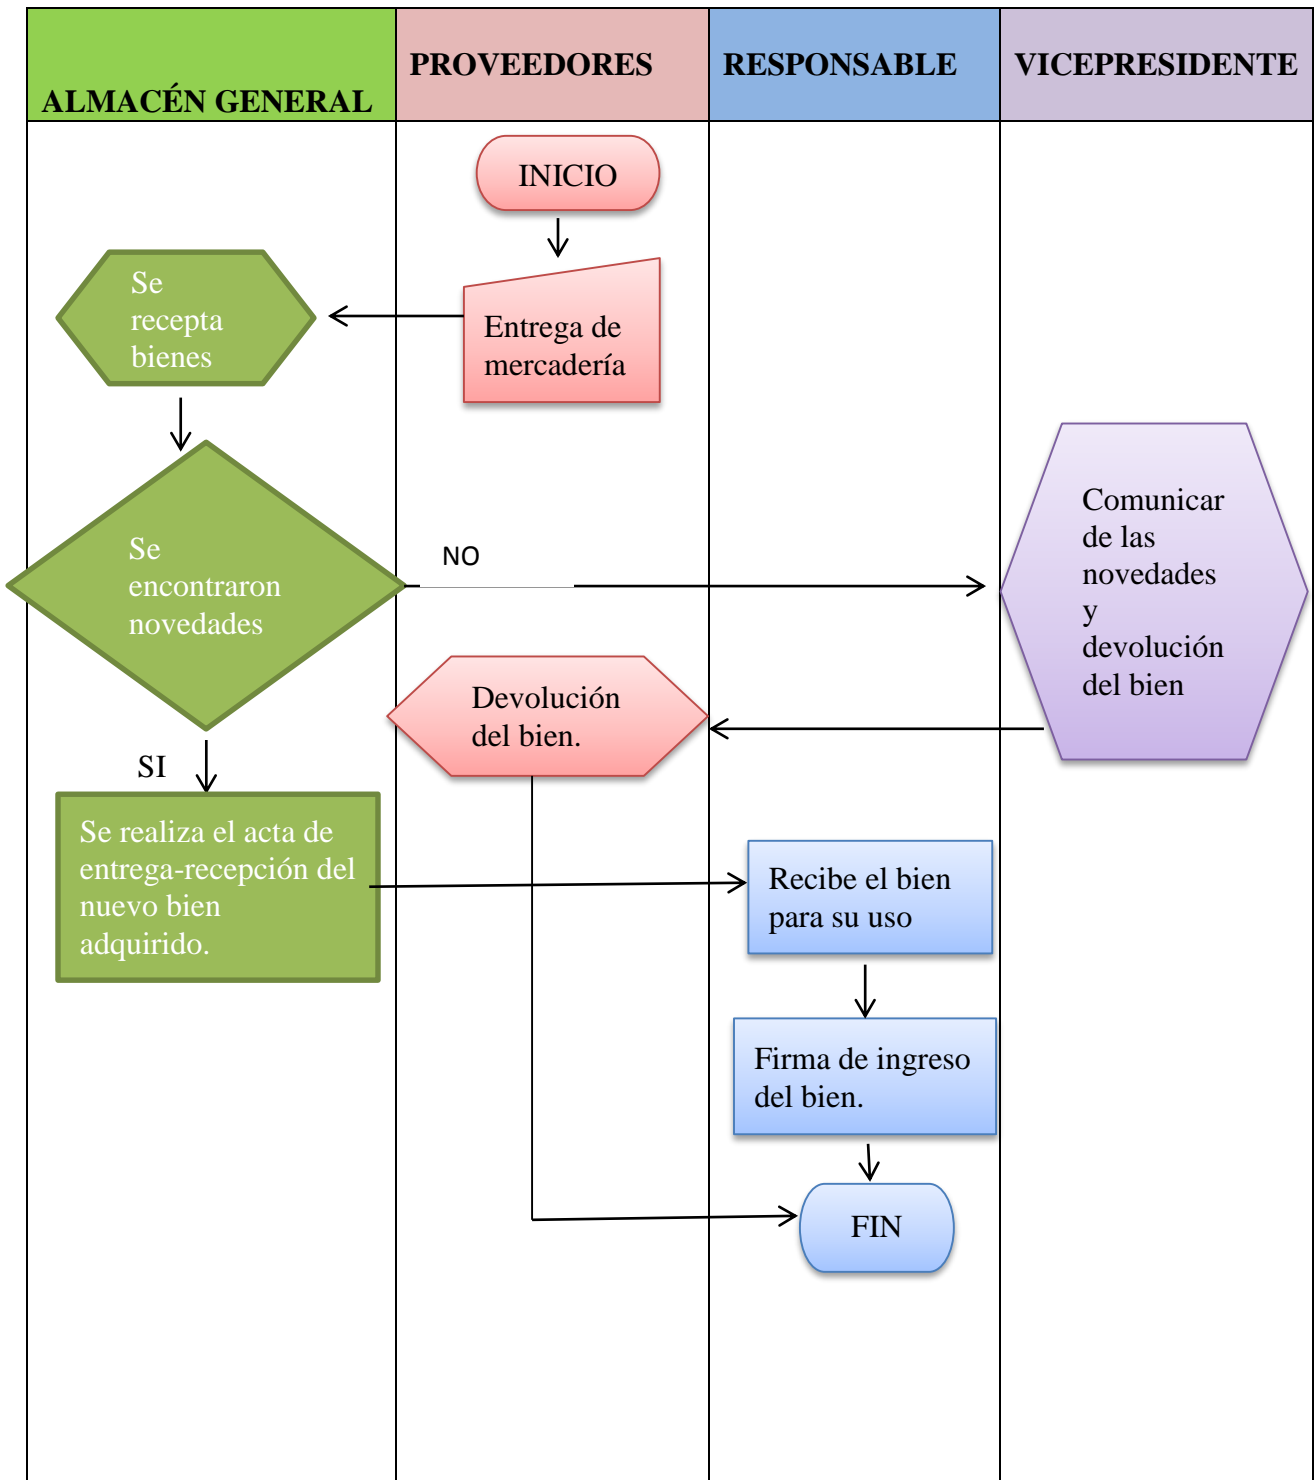 ALMACÉN GENERAL
PROVEEDORES
RESPONSABLE
VICEPRESIDENTE
INICIO
Entrega de
mercadería
Se
recepta
bienes
Se
encontraron
novedades
NO
Comunicar
de las
novedades
y
devolución
del bien
Devolución
del bien.
SI
Se realiza el acta de
entrega-recepción del
nuevo bien
adquirido.
Recibe el bien
para su uso
Firma de ingreso
del bien.
FIN